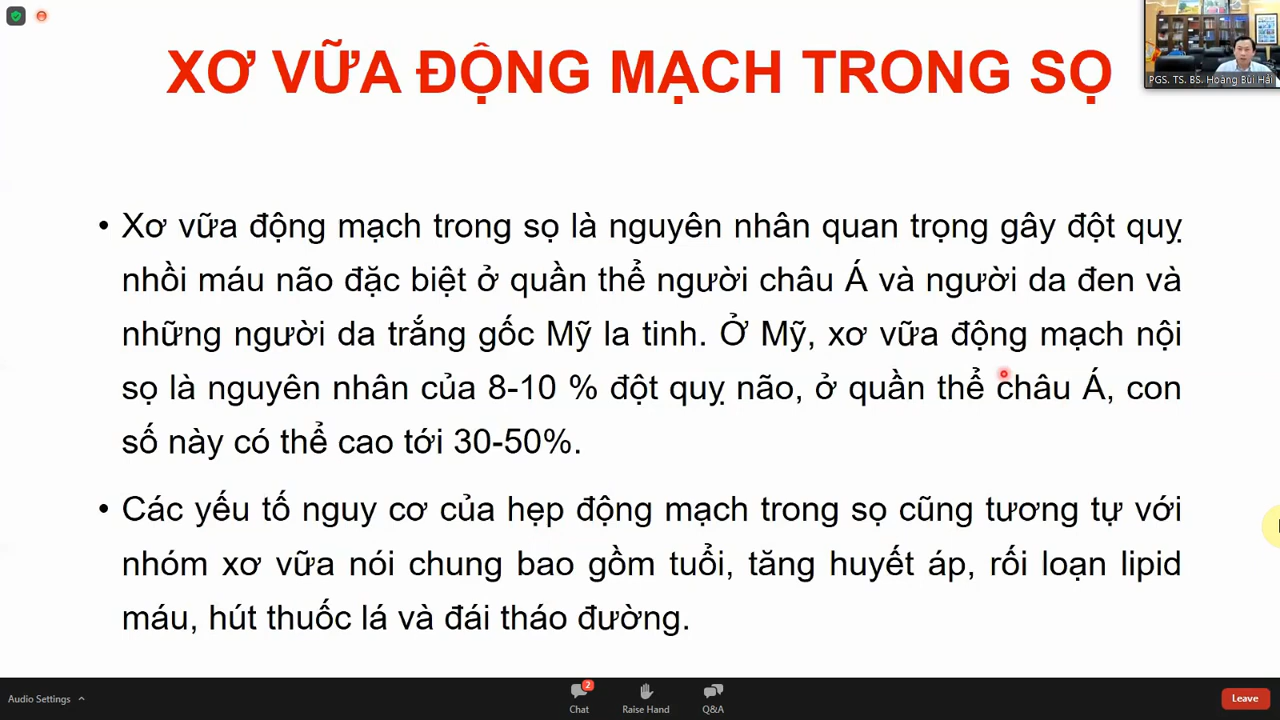 XƠ VỮA ĐỘNG MẠCH TRONG SỌ
PGS. TS. BS. Hoàng Bùi Hải
• Xơ vữa động mạch trong sọ là nguyên nhân quan trọng gây đột quỵ
nhồi máu não đặc biệt ở quần thể người châu Á và người da đen và
những người da trắng gốc Mỹ la tinh. Ở Mỹ, xơ vữa động mạch nội
sọ là nguyên nhân của 8-10 % đột quỵ não, ở quần thể châu Á, con
số này có thể cao tới 30-50%.
• Các yếu tố nguy cơ của hẹp động mạch trong sọ cũng tương tự với
nhóm xơ vữa nói chung bao gồm tuổi, tăng huyết áp, rối loạn lipid
máu, hút thuốc lá và đái tháo đường.
Audio Settings
2
Chat
Raise Hand
Q&A
Leave